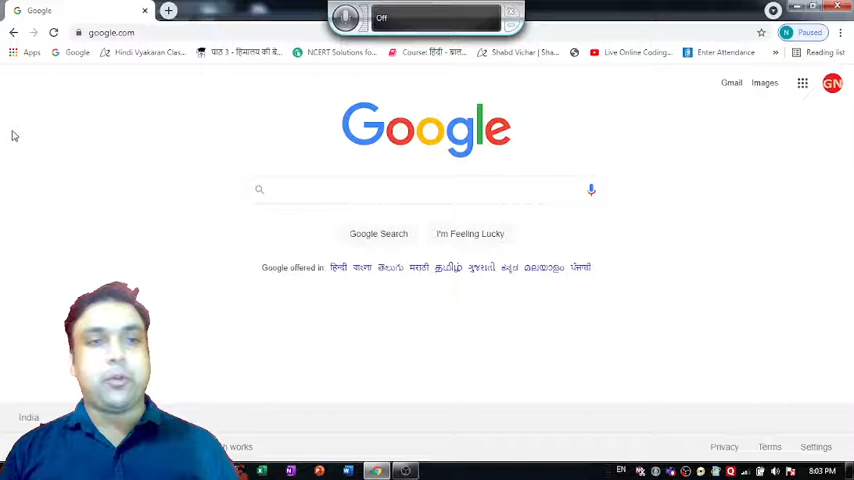 Google
Off
google.com
Paused
Apps
Google
Hindi Vyakaran Clas...
पाठ 3 - हिमालय की बे...
NCERT Solutions fo...
Course: हिंदी - बाल...
Shabd Vichar | Sha...
Live Online Coding...
Enter Attendance
»
Reading list
Gmail
Images
GN
Google
Google Search
I'm Feeling Lucky
Google offered in: हिन्दी বাংলা తెలుగు मराठी தமிழ் ગુજરાતી ಕನ್ನಡ മലയാളം ਪੰਜਾਬੀ
India
works
Privacy
Terms
Settings
EN
8:03 PM